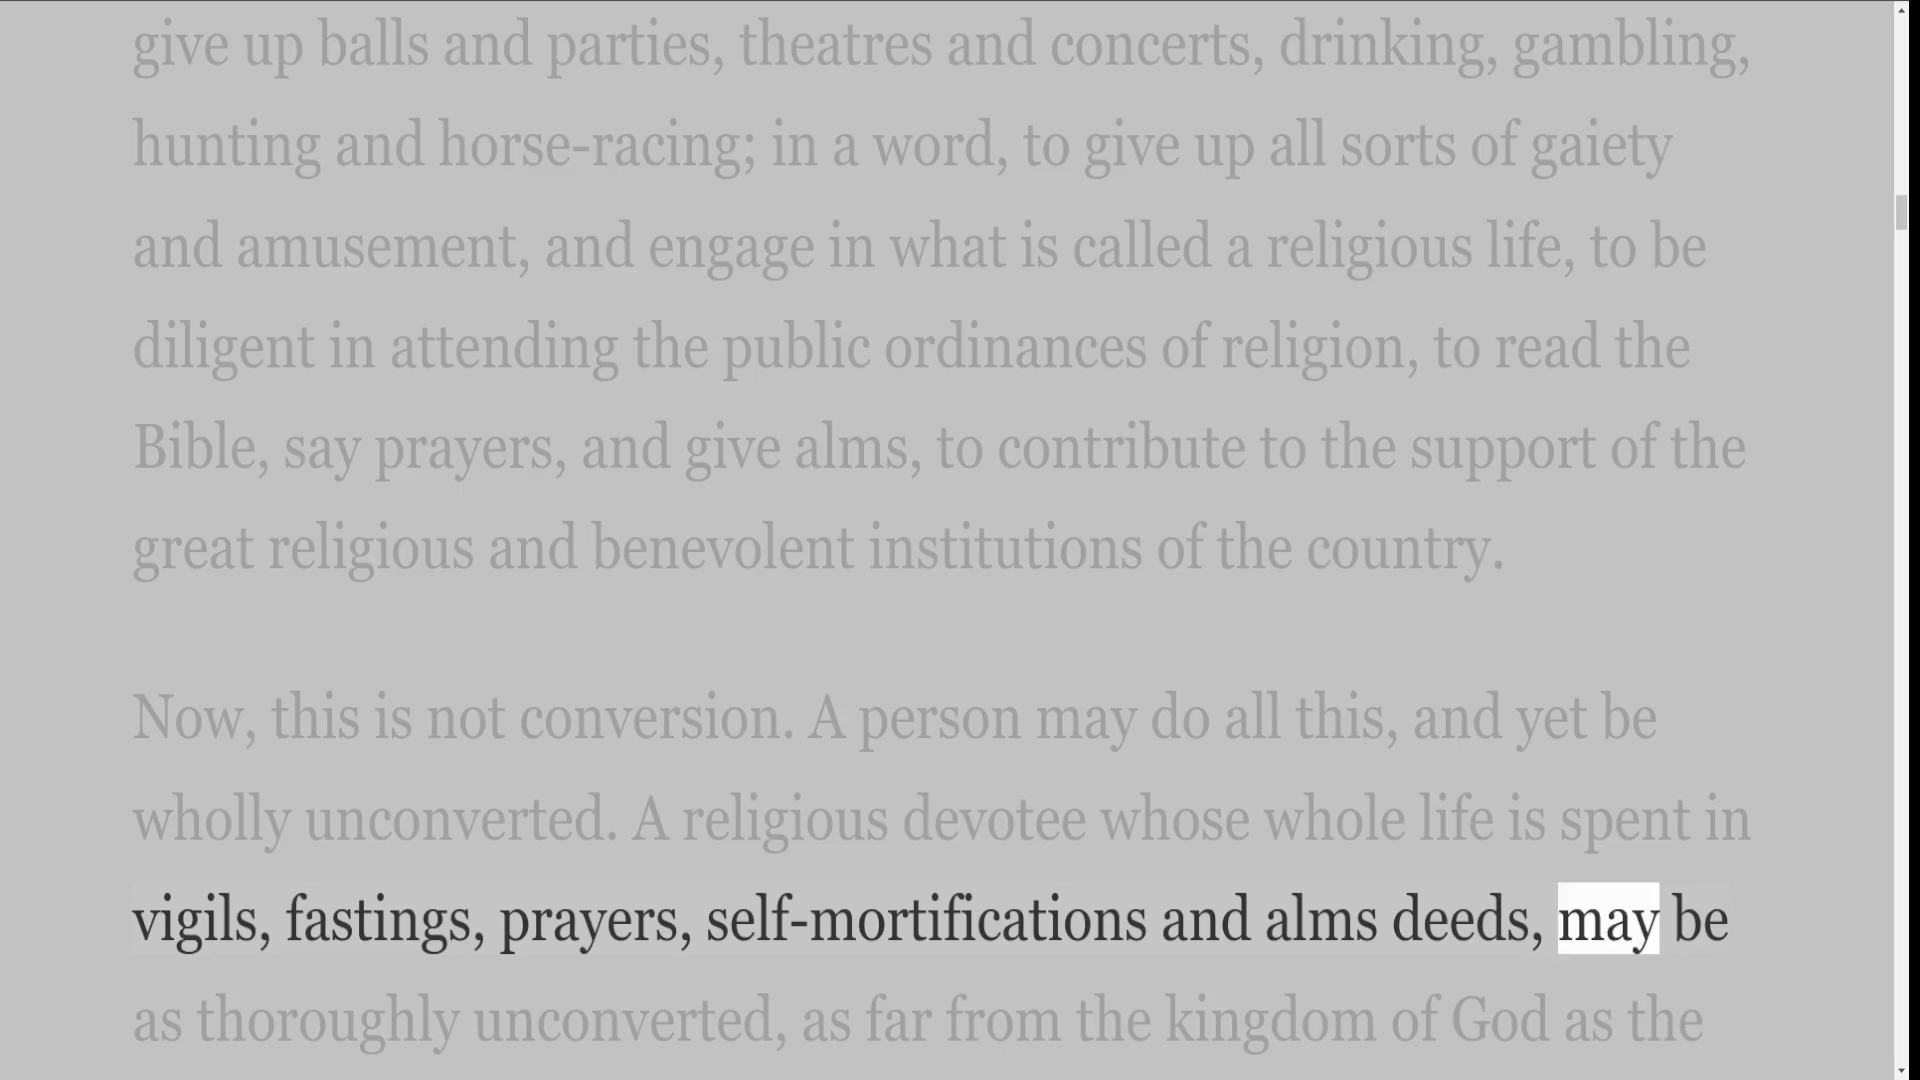 give up balls and parties, theatres and concerts, drinking, gambling,
hunting and horse-racing; in a word, to give up all sorts of gaiety
and amusement, and engage in what is called a religious life, to be
diligent in attending the public ordinances of religion, to read the
Bible, say prayers, and give alms, to contribute to the support of the
great religious and benevolent institutions of the country.
Now, this is not conversion. A person may do all this, and yet be
wholly unconverted. A religious devotee whose whole life is spent in
vigils, fastings, prayers, self-mortifications and alms deeds, may be
as thoroughly unconverted, as far from the kingdom of God as the